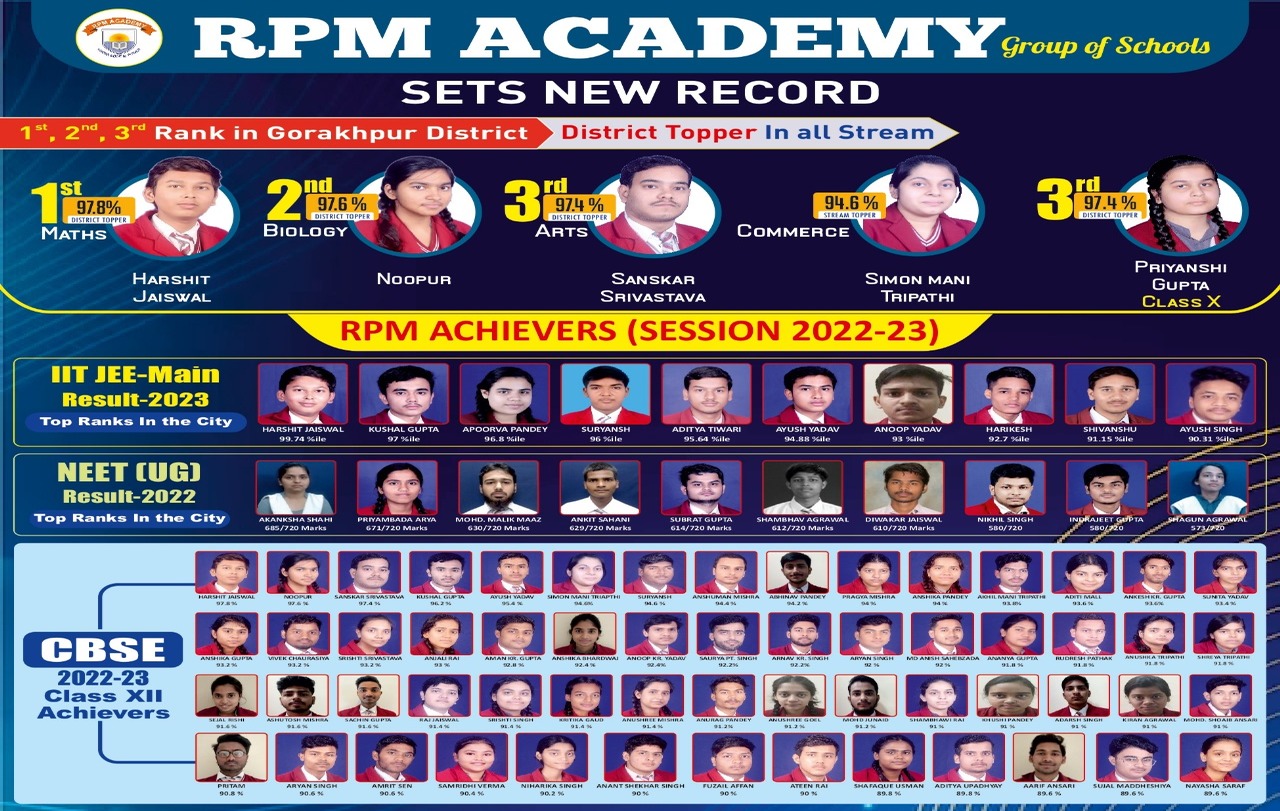 RPM ACADEMY
RPM ACADEMY Group of Schools
SETS NEW RECORD
1st, 2nd, 3rd Rank in Gorakhpur District District Topper In all Stream
1st 97.8% DISTRICT TOPPER MATHS
HARSHIT JAISWAL
2nd 97.6 % DISTRICT TOPPER BIOLOGY
NOOPUR
3rd 97.4 % DISTRICT TOPPER ARTS
SANSKAR SRIVASTAVA
94.6 % STREAM TOPPER COMMERCE
SIMON MANI TRIPATHI
3rd 97.4 % DISTRICT TOPPER
PRIYANSHI GUPTA
CLASS X
RPM ACHIEVERS (SESSION 2022-23)
IIT JEE-Main
Result-2023
Top Ranks In the City
HARSHIT JAISWAL KUSHAL GUPTA APOORVA PANDEY SURYANSH ADITYA TIWARI AYUSH YADAV ANOOP YADAV HARIKESH SHIVANSHU AYUSH SINGH
99.74 %ile 97 %ile 96.8 %ile 96 %ile 95.64 %ile 94.88 %ile 93 %ile 92.7 %ile 91.15 %ile 90.31 %ile
NEET (UG)
Result-2022
Top Ranks In the City
AKANKSHA SHAHI PRIYAMBADA ARYA MOHD. MALIK MAAZ ANKIT SAHANI SUBRAT GUPTA SHAMBHAV AGRAWAL DIWAKAR JAISWAL NIKHIL SINGH INDRAJEET GUPTA SHAGUN AGRAWAL
685/720 Marks 671/720 Marks 630/720 Marks 629/720 Marks 614/720 Marks 612/720 Marks 610/720 Marks 580/720 580/720 573/720
CBSE
2022-23
Class XII
Achievers
HARSHIT JAISWAL NOOPUR SANKAR SRIVASTAVA KUSHAL GUPTA AYUSH YADAV SIMON MANI TRIAPTHI SURYANSH ANSHUMAN MISHRA ABHINAV PANDEY PRAGYA MISHRA ANSHIKA PANDEY AKHIL MANI TRIPATHI ADITI MALL ANKESH KR. GUPTA SUNITA YADAV
97.8 % 97.6 % 97.4 % 96.2 % 95.4 % 94.6% 94.6 % 94.4 % 94.2 % 94 % 94 % 93.8% 93.6 % 93.6% 93.4 %
ANSHIKA GUPTA VIVEK CHAURASIYA SRISHTI SRIVASTAVA ANJALI RAI AMAN KR. GUPTA ANSHIKA BHARDWAJ ANOOP KR. YADAV SAURYA PT. SINGH ARNAV KR. SINGH ARYAN SINGH MD ANISH SAHEBZADA ANANYA GUPTA RUDRESH PATHAK ANUSHKA TRIPATHI SHREYA TRIPATHI
93.2 % 93.2 % 93.2 % 93 % 92.8 % 92.4 % 92.4% 92.2% 92.2% 92 % 92 % 91.8 % 91.8 % 91.8 % 91.8 %
SEJAL RISHI ASHUTOSH MISHRA SACHIN GUPTA RAJ JAISWAL SRISHTI SINGH KRITIKA GAUD ANUSHREE MISRA ANURAG PANDEY ANUSHREE GOEL MOHD JUNAID SHAMBHAWI RAI KHUSHI PANDEY ADARSH SINGH KIRAN AGRAWAL MOHD. SHOAIB ANSARI
91.6 % 91.6 % 91.6 % 91.4 % 91.4 % 91.4 % 91.4 % 91.2% 91.2 % 91.2 % 91 % 91 % 91 % 91 % 91 %
PRITAM ARYAN SINGH AMRIT SEN SAMRIDHI VERMA NIHARIKA SINGH ANANT SHEKHAR SINGH FUZAIL AFFAN ATEEN RAI SHAFAQUE USMAN ADITYA UPADHYAY AARIF ANSARI SUJAL MADDHESHIYA NAYASHA SARAF
90.8 % 90.6 % 90.6 % 90.4 % 90.2 % 90 % 90 % 90 % 89.8 % 89.8 % 89.6 % 89.6 % 89.6 %